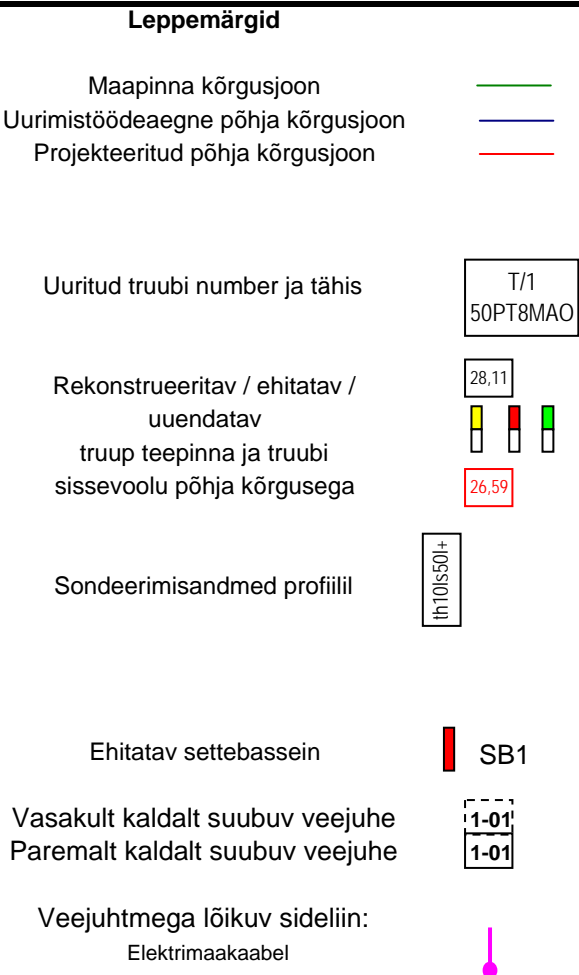 Leppemärgid
Maapinna kõrgusjoon
Uurimistöödeaegne põhja kõrgusjoon
Projekteeritud põhja kõrgusjoon
Uuritud truubi number ja tähis
T/1
50PT8MAO
Rekonstrueeritav / ehitatav /
uuendatav
truup teepinna ja truubi
sissevoolu põhja kõrgusega
28,11
26,59
Sondeerimisandmed profiilil
th10ls50l+
Ehitatav settebassein
SB1
Vasakult kaldalt suubuv veejuhe
1-01
Paremalt kaldalt suubuv veejuhe
1-01
Veejuhtmega lõikuv sideliin:
Elektrimaakaabel